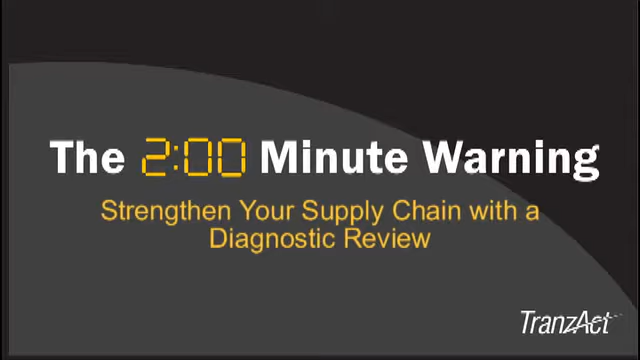 The 2:00 Minute Warning
Strengthen Your Supply Chain with a
Diagnostic Review
TranzAct